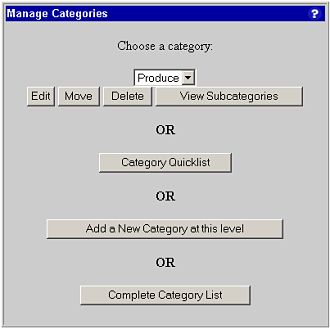 Manage Categories ?
Choose a category:
Produce
Edit Move Delete View Subcategories
OR
Category Quicklist
OR
Add a New Category at this level
OR
Complete Category List